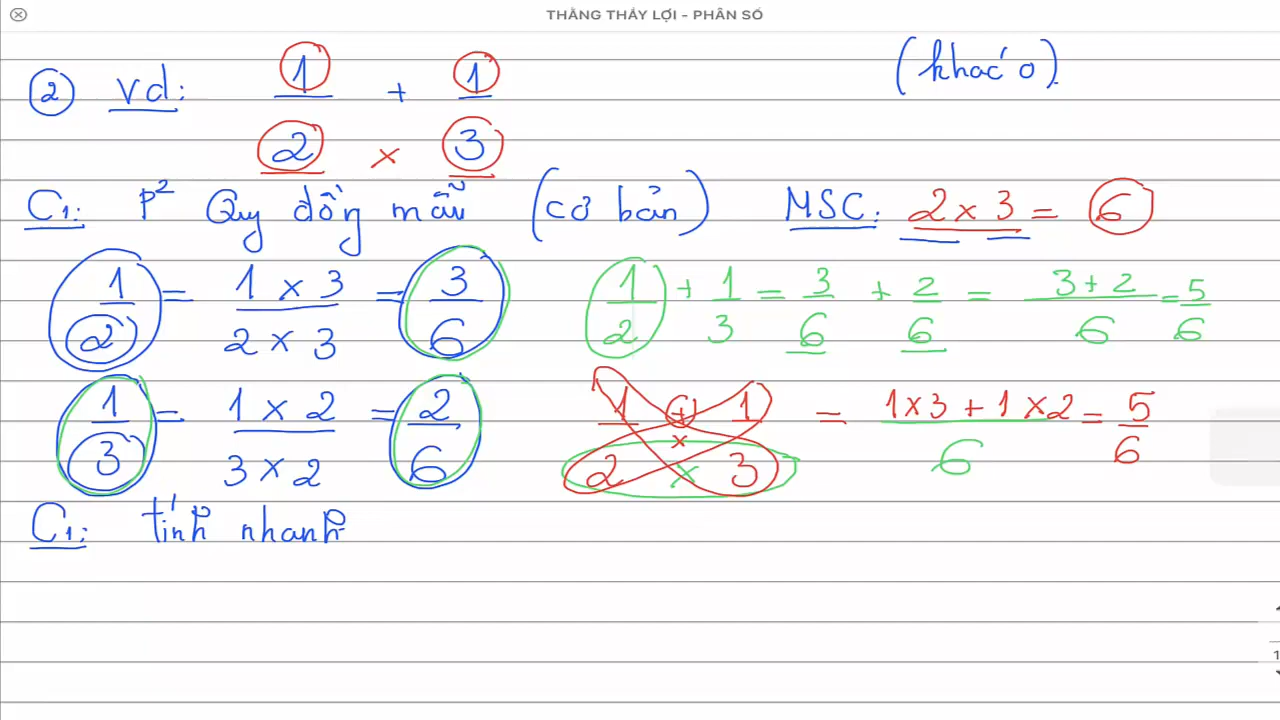 THẰNG THẦY LỢI - PHÂN SỐ
(khác 0).
② Vd: 1/2 + 1/3
×
C1: P² Quy đồng mẫu (cơ bản) MSC: 2 × 3 = 6
1/2 = (1 × 3)/(2 × 3) = 3/6
1/2 + 1/3 = 3/6 + 2/6 = (3 + 2)/6 = 5/6
1/3 = (1 × 2)/(3 × 2) = 2/6
1/2 + 1/3 = (1×3 + 1×2)/6 = 5/6
×
×
C1: tính nhanh